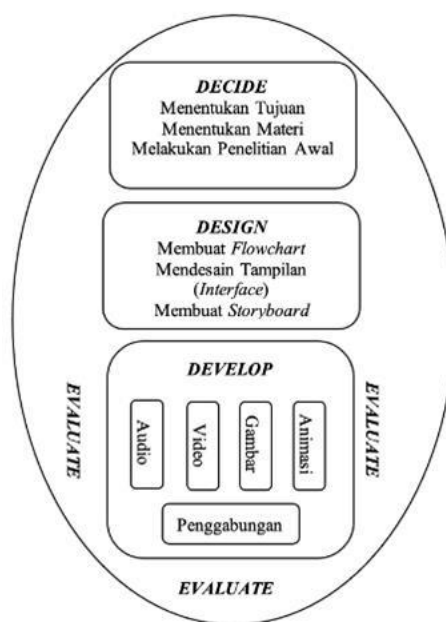 DECIDE
Menentukan Tujuan
Menentukan Materi
Melakukan Penelitian Awal
DESIGN
Membuat Flowchart
Mendesain Tampilan
(Interface)
Membuat Storyboard
DEVELOP
Audio
Video
Gambar
Animasi
Penggabungan
EVALUATE
EVALUATE
EVALUATE